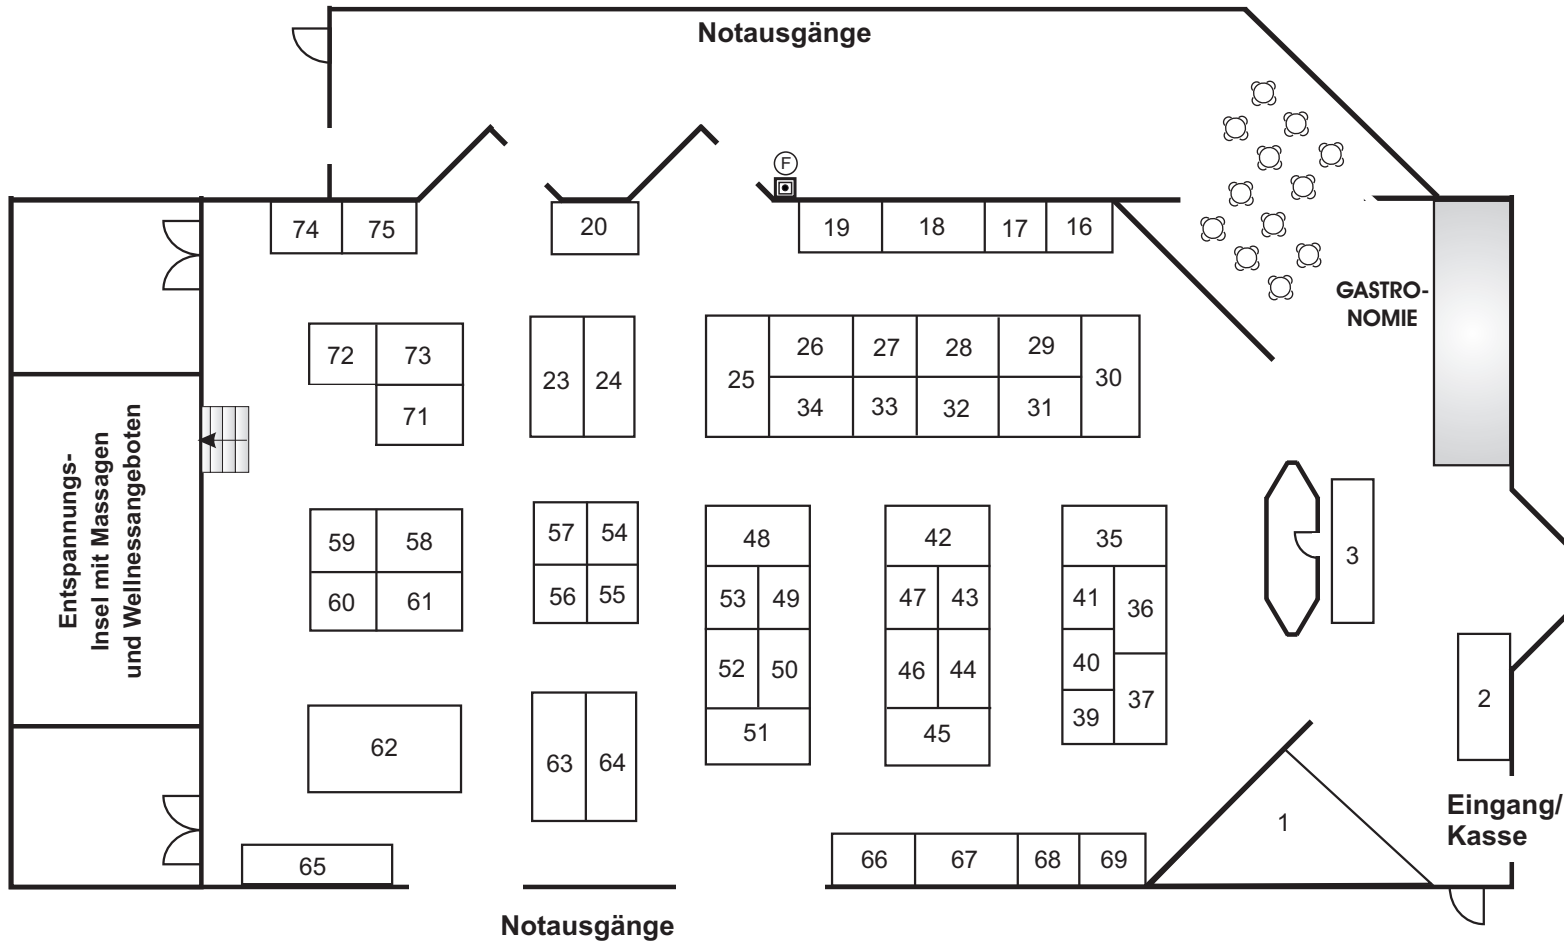 Notausgänge
F
74 75 20 19 18 17 16
GASTRO-
NOMIE
72 73 23 24 25 26 27 28 29 30
71 34 33 32 31
Entspannungs-
Insel mit Massagen
und Wellnessangeboten
59 58 57 54 48 42 35 3
60 61 56 55 53 49 47 43 41 36
52 50 46 44 40 37 2
62 63 64 51 45 39
Eingang/
Kasse
1
65 66 67 68 69
Notausgänge